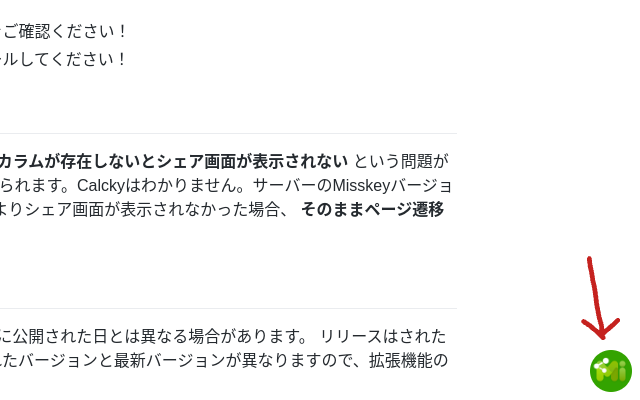 ご確認ください！
ルしてください！
カラムが存在しないとシェア画面が表示されない という問題が
られます。Calckyはわかりません。サーバーのMisskeyバージョ
よりシェア画面が表示されなかった場合、 そのままページ遷移
に公開された日とは異なる場合があります。 リリースはされた
たバージョンと最新バージョンが異なりますので、拡張機能の
Mi